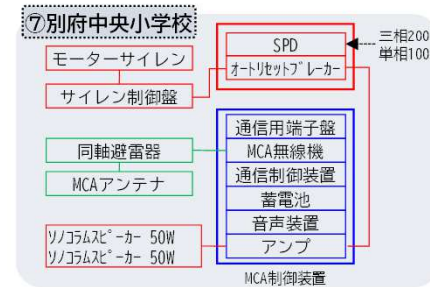 ⑦別府中央小学校
モーターサイレン
サイレン制御盤
SPD
オートリセットブレーカー
三相200
単相100
同軸避雷器
MCAアンテナ
通信用端子盤
MCA無線機
通信制御装置
蓄電池
音声装置
アンプ
ソノコラムスピーカー 50W
ソノコラムスピーカー 50W
MCA制御装置